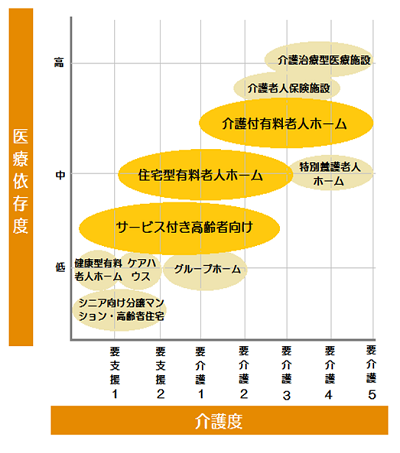 医療依存度
高
中
低
介護治療型医療施設
介護老人保険施設
介護付有料老人ホーム
住宅型有料老人ホーム
特別養護老人
ホーム
サービス付き高齢者向け
健康型有料
老人ホーム
ケアハ
ウス
グループホーム
シニア向け分譲マン
ション・高齢者住宅
要支援1
要支援2
要介護1
要介護2
要介護3
要介護4
要介護5
介護度